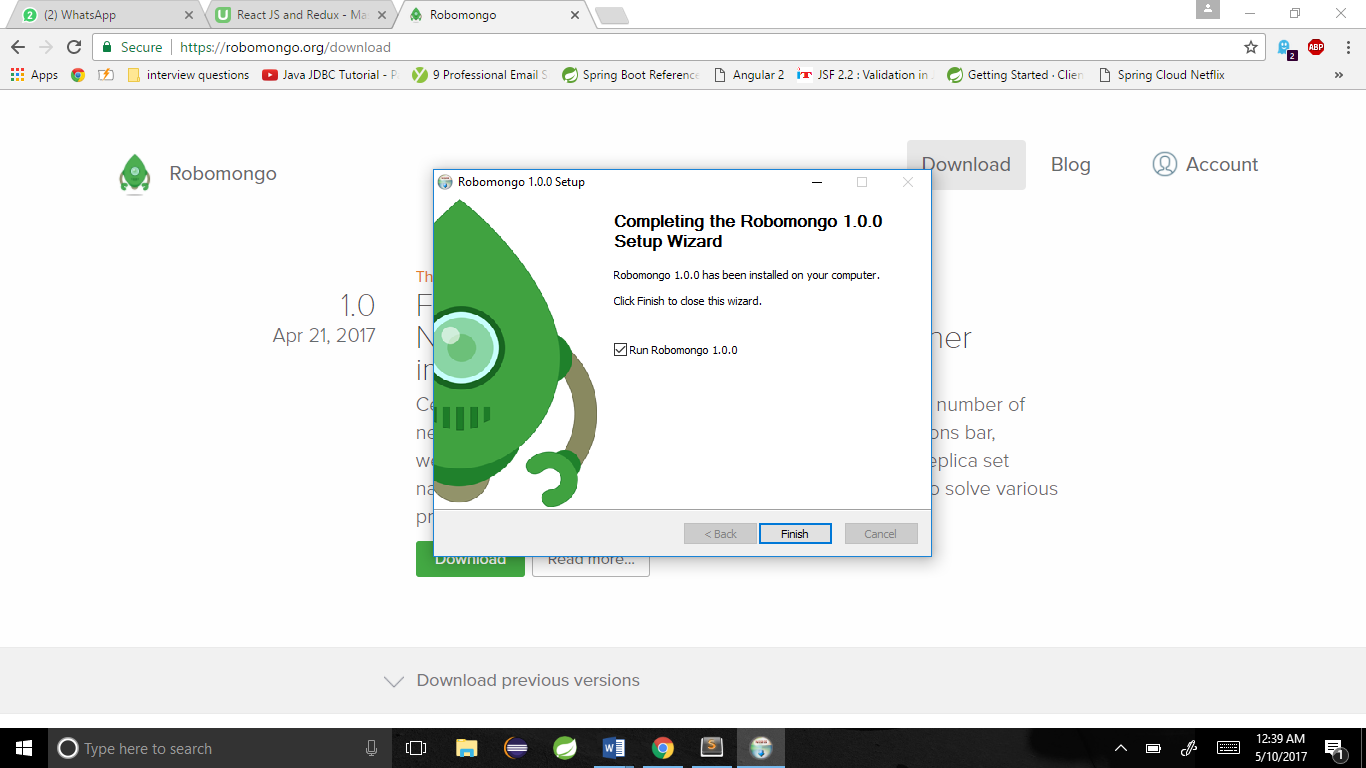 (2) WhatsApp
React JS and Redux - Ma
Robomongo
Secure
https://robomongo.org/download
ABP
2
Apps
interview questions
Java JDBC Tutorial - P
9 Professional Email S
Spring Boot Reference
Angular 2
JSF 2.2 : Validation in
Getting Started · Clien
Spring Cloud Netflix
»
Robomongo
Download
Blog
Account
Robomongo 1.0.0 Setup
Completing the Robomongo 1.0.0
Setup Wizard
Robomongo 1.0.0 has been installed on your computer.
Click Finish to close this wizard.
Run Robomongo 1.0.0
< Back
Finish
Cancel
Th
1.0
Apr 21, 2017
F
N
ner
in
Ce
number of
ne
ons bar,
we
eplica set
na
o solve various
pr
Download
Read more...
Download previous versions
Type here to search
12:39 AM
5/10/2017
1